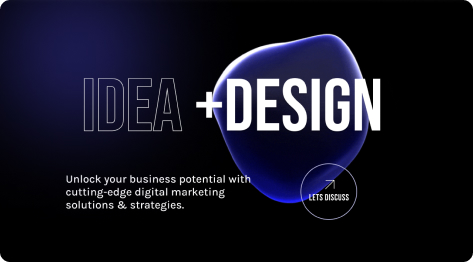 IDEA +DESIGN
Unlock your business potential with
cutting-edge digital marketing
solutions & strategies.
LETS DISCUSS